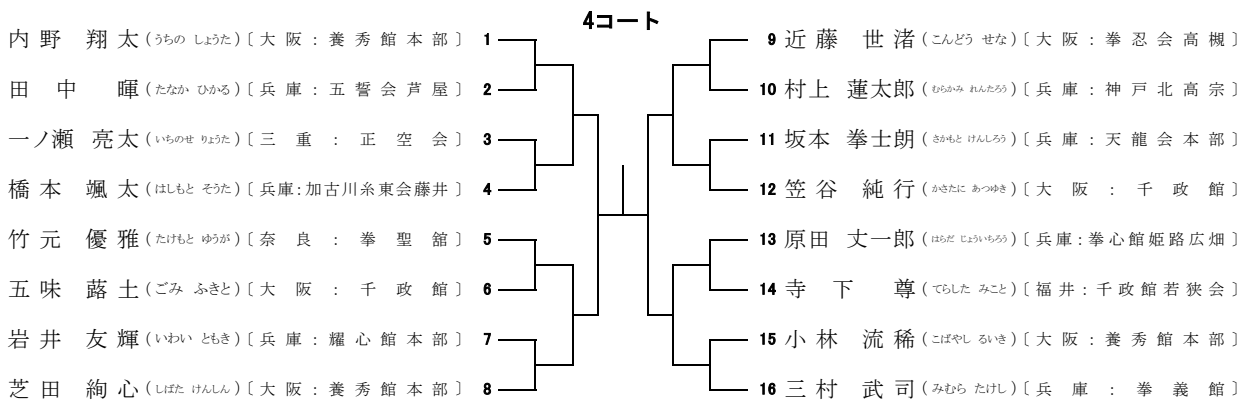 4コート
内野 翔太 (うちの しょうた) 〔大阪：養秀館本部〕 1
田中 暉 (たなか ひかる) 〔兵庫：五誓会芦屋〕 2
一ノ瀬 亮太 (いちのせ りょうた) 〔三重：正空会〕 3
橋本 颯太 (はしもと そうた) 〔兵庫：加古川糸東会藤井〕 4
竹元 優雅 (たけもと ゆうが) 〔奈良：拳聖舘〕 5
五味 蕗土 (ごみ ふきと) 〔大阪：千政館〕 6
岩井 友輝 (いわい ともき) 〔兵庫：耀心館本部〕 7
芝田 絢心 (しばた けんしん) 〔大阪：養秀館本部〕 8
9 近藤 世渚 (こんどう せな) 〔大阪：拳忍会高槻〕
10 村上 蓮太郎 (むらかみ れんたろう) 〔兵庫：神戸北高宗〕
11 坂本 拳士朗 (さかもと けんしろう) 〔兵庫：天龍会本部〕
12 笠谷 純行 (かさたに あつゆき) 〔大阪：千政館〕
13 原田 丈一郎 (はらだ じょういちろう) 〔兵庫：拳心館姫路広畑〕
14 寺下 尊 (てらした みこと) 〔福井：千政館若狭会〕
15 小林 流稀 (こばやし るいき) 〔大阪：養秀館本部〕
16 三村 武司 (みむら たけし) 〔兵庫：拳義館〕